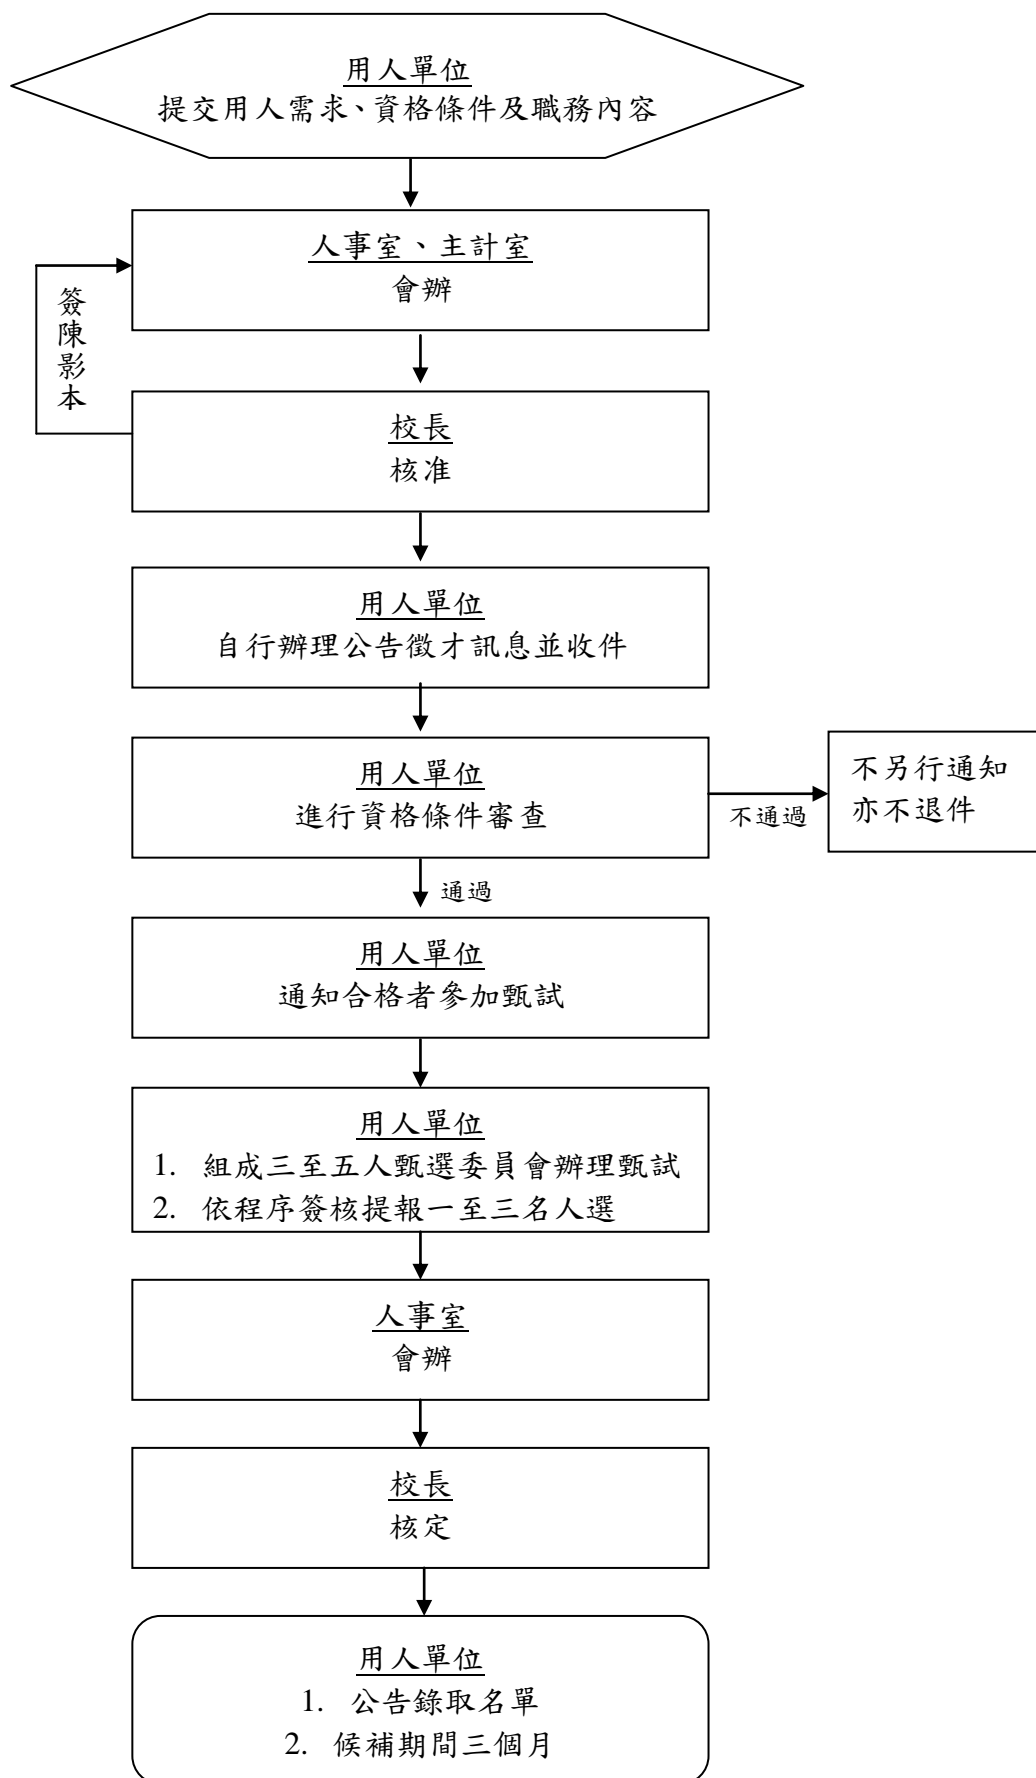 用人單位
提交用人需求、資格條件及職務內容
人事室、主計室
會辦
簽陳影本
校長
核准
用人單位
自行辦理公告徵才訊息並收件
用人單位
進行資格條件審查
不通過
不另行通知
亦不退件
通過
用人單位
通知合格者參加甄試
用人單位
1. 組成三至五人甄選委員會辦理甄試
2. 依程序簽核提報一至三名人選
人事室
會辦
校長
核定
用人單位
1. 公告錄取名單
2. 候補期間三個月